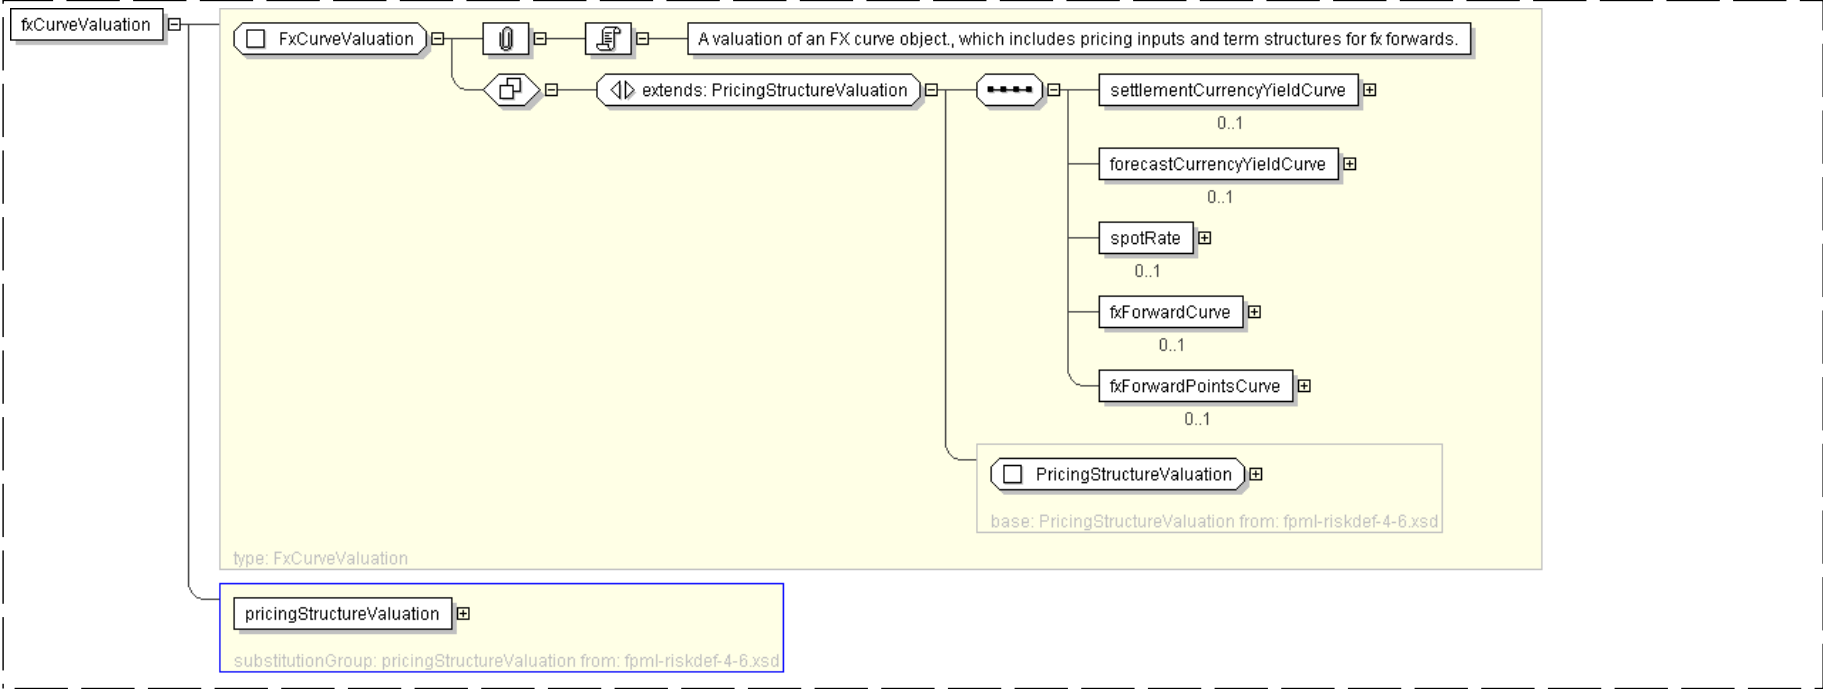 fxCurveValuation
FxCurveValuation
A valuation of an FX curve object., which includes pricing inputs and term structures for fx forwards.
extends: PricingStructureValuation
settlementCurrencyYieldCurve
0..1
forecastCurrencyYieldCurve
0..1
spotRate
0..1
fxForwardCurve
0..1
fxForwardPointsCurve
0..1
PricingStructureValuation
base: PricingStructureValuation from: fpml-riskdef-4-6.xsd
type: FxCurveValuation
pricingStructureValuation
substitutionGroup: pricingStructureValuation from: fpml-riskdef-4-6.xsd